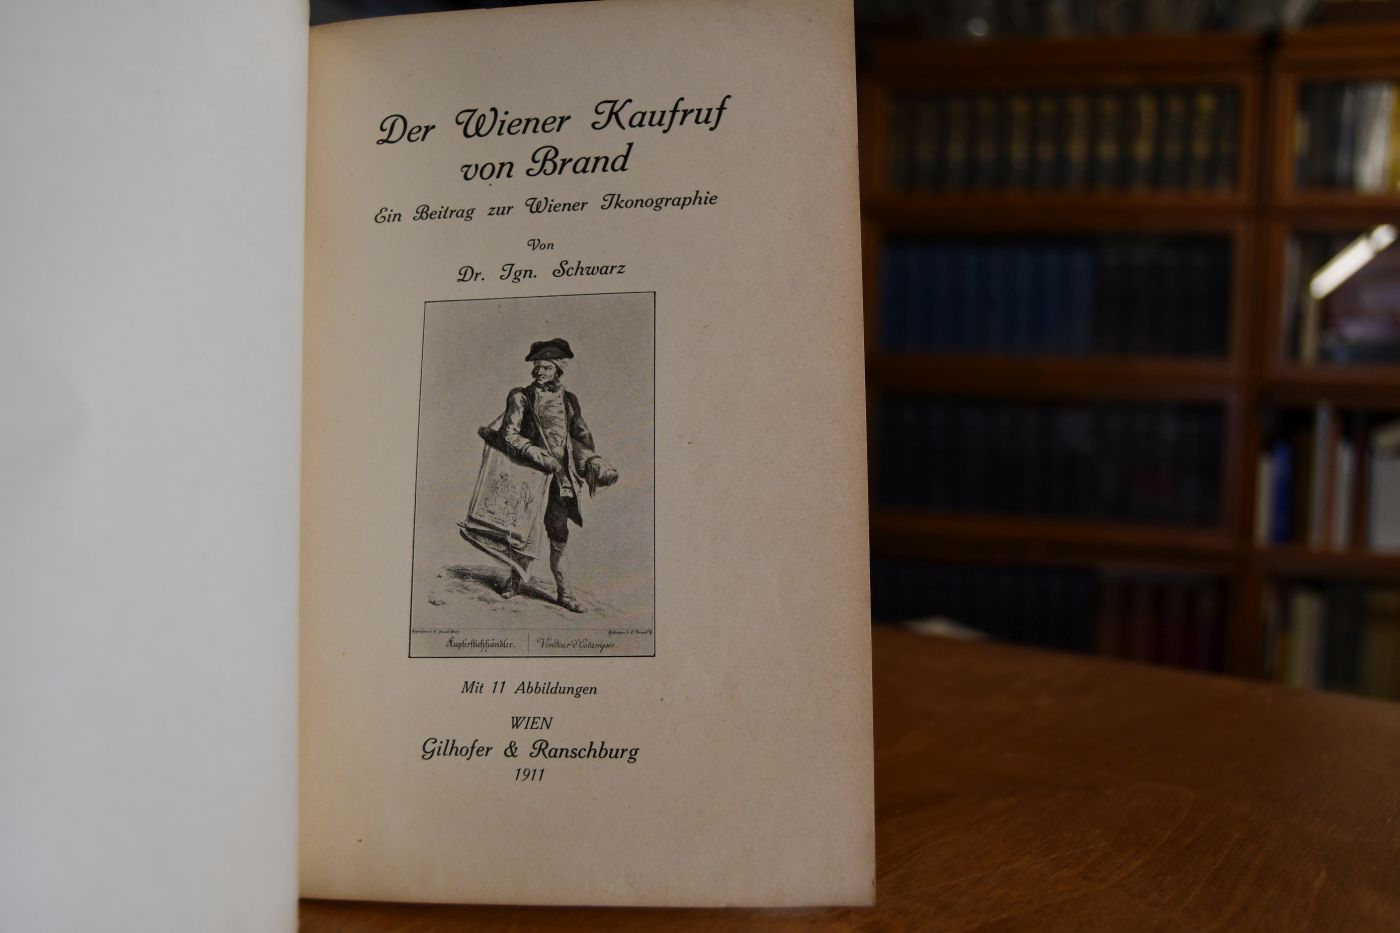 Der Wiener Kaufruf
von Brand
Ein Beitrag zur Wiener Ikonographie
Von
Dr. Ign. Schwarz
Kupferstichhändler.
Vendeur d'Estampes.
Mit 11 Abbildungen
WIEN
Gilhofer & Ranschburg
1911